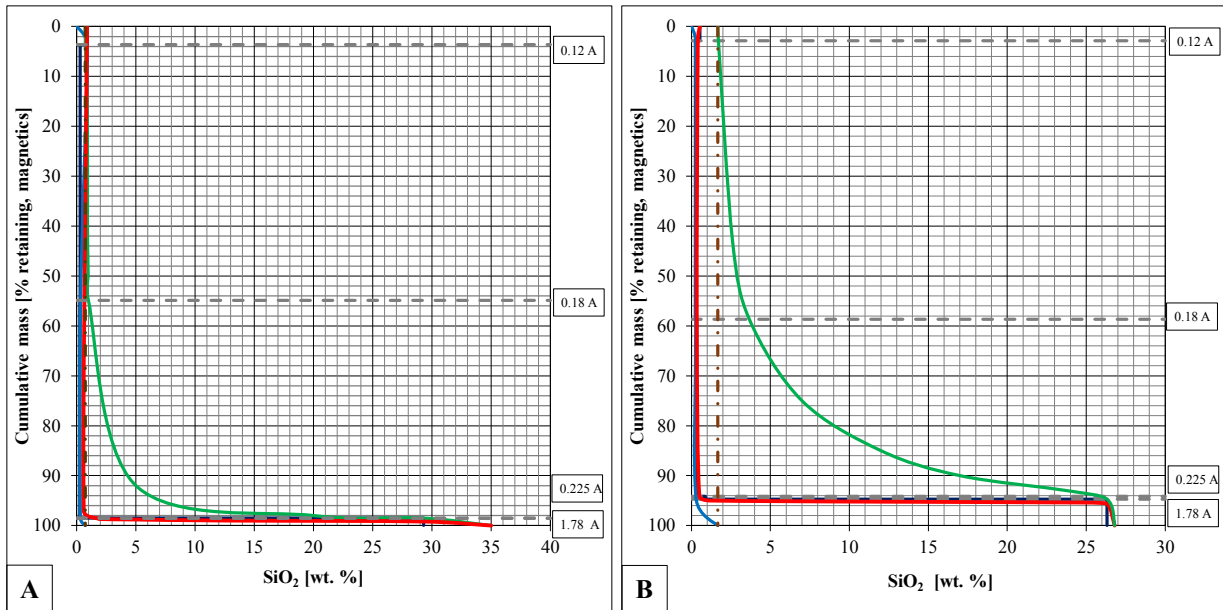 Cumulative mass [% retaining, magnetics]
0
10
20
30
40
50
60
70
80
90
100
0 5 10 15 20 25 30 35 40
SiO₂ [wt. %]
0.12 A
0.18 A
0.225 A
1.78 A
A
Cumulative mass [% retaining, magnetics]
0
10
20
30
40
50
60
70
80
90
100
0 5 10 15 20 25 30
SiO₂ [wt. %]
0.12 A
0.18 A
0.225 A
1.78 A
B